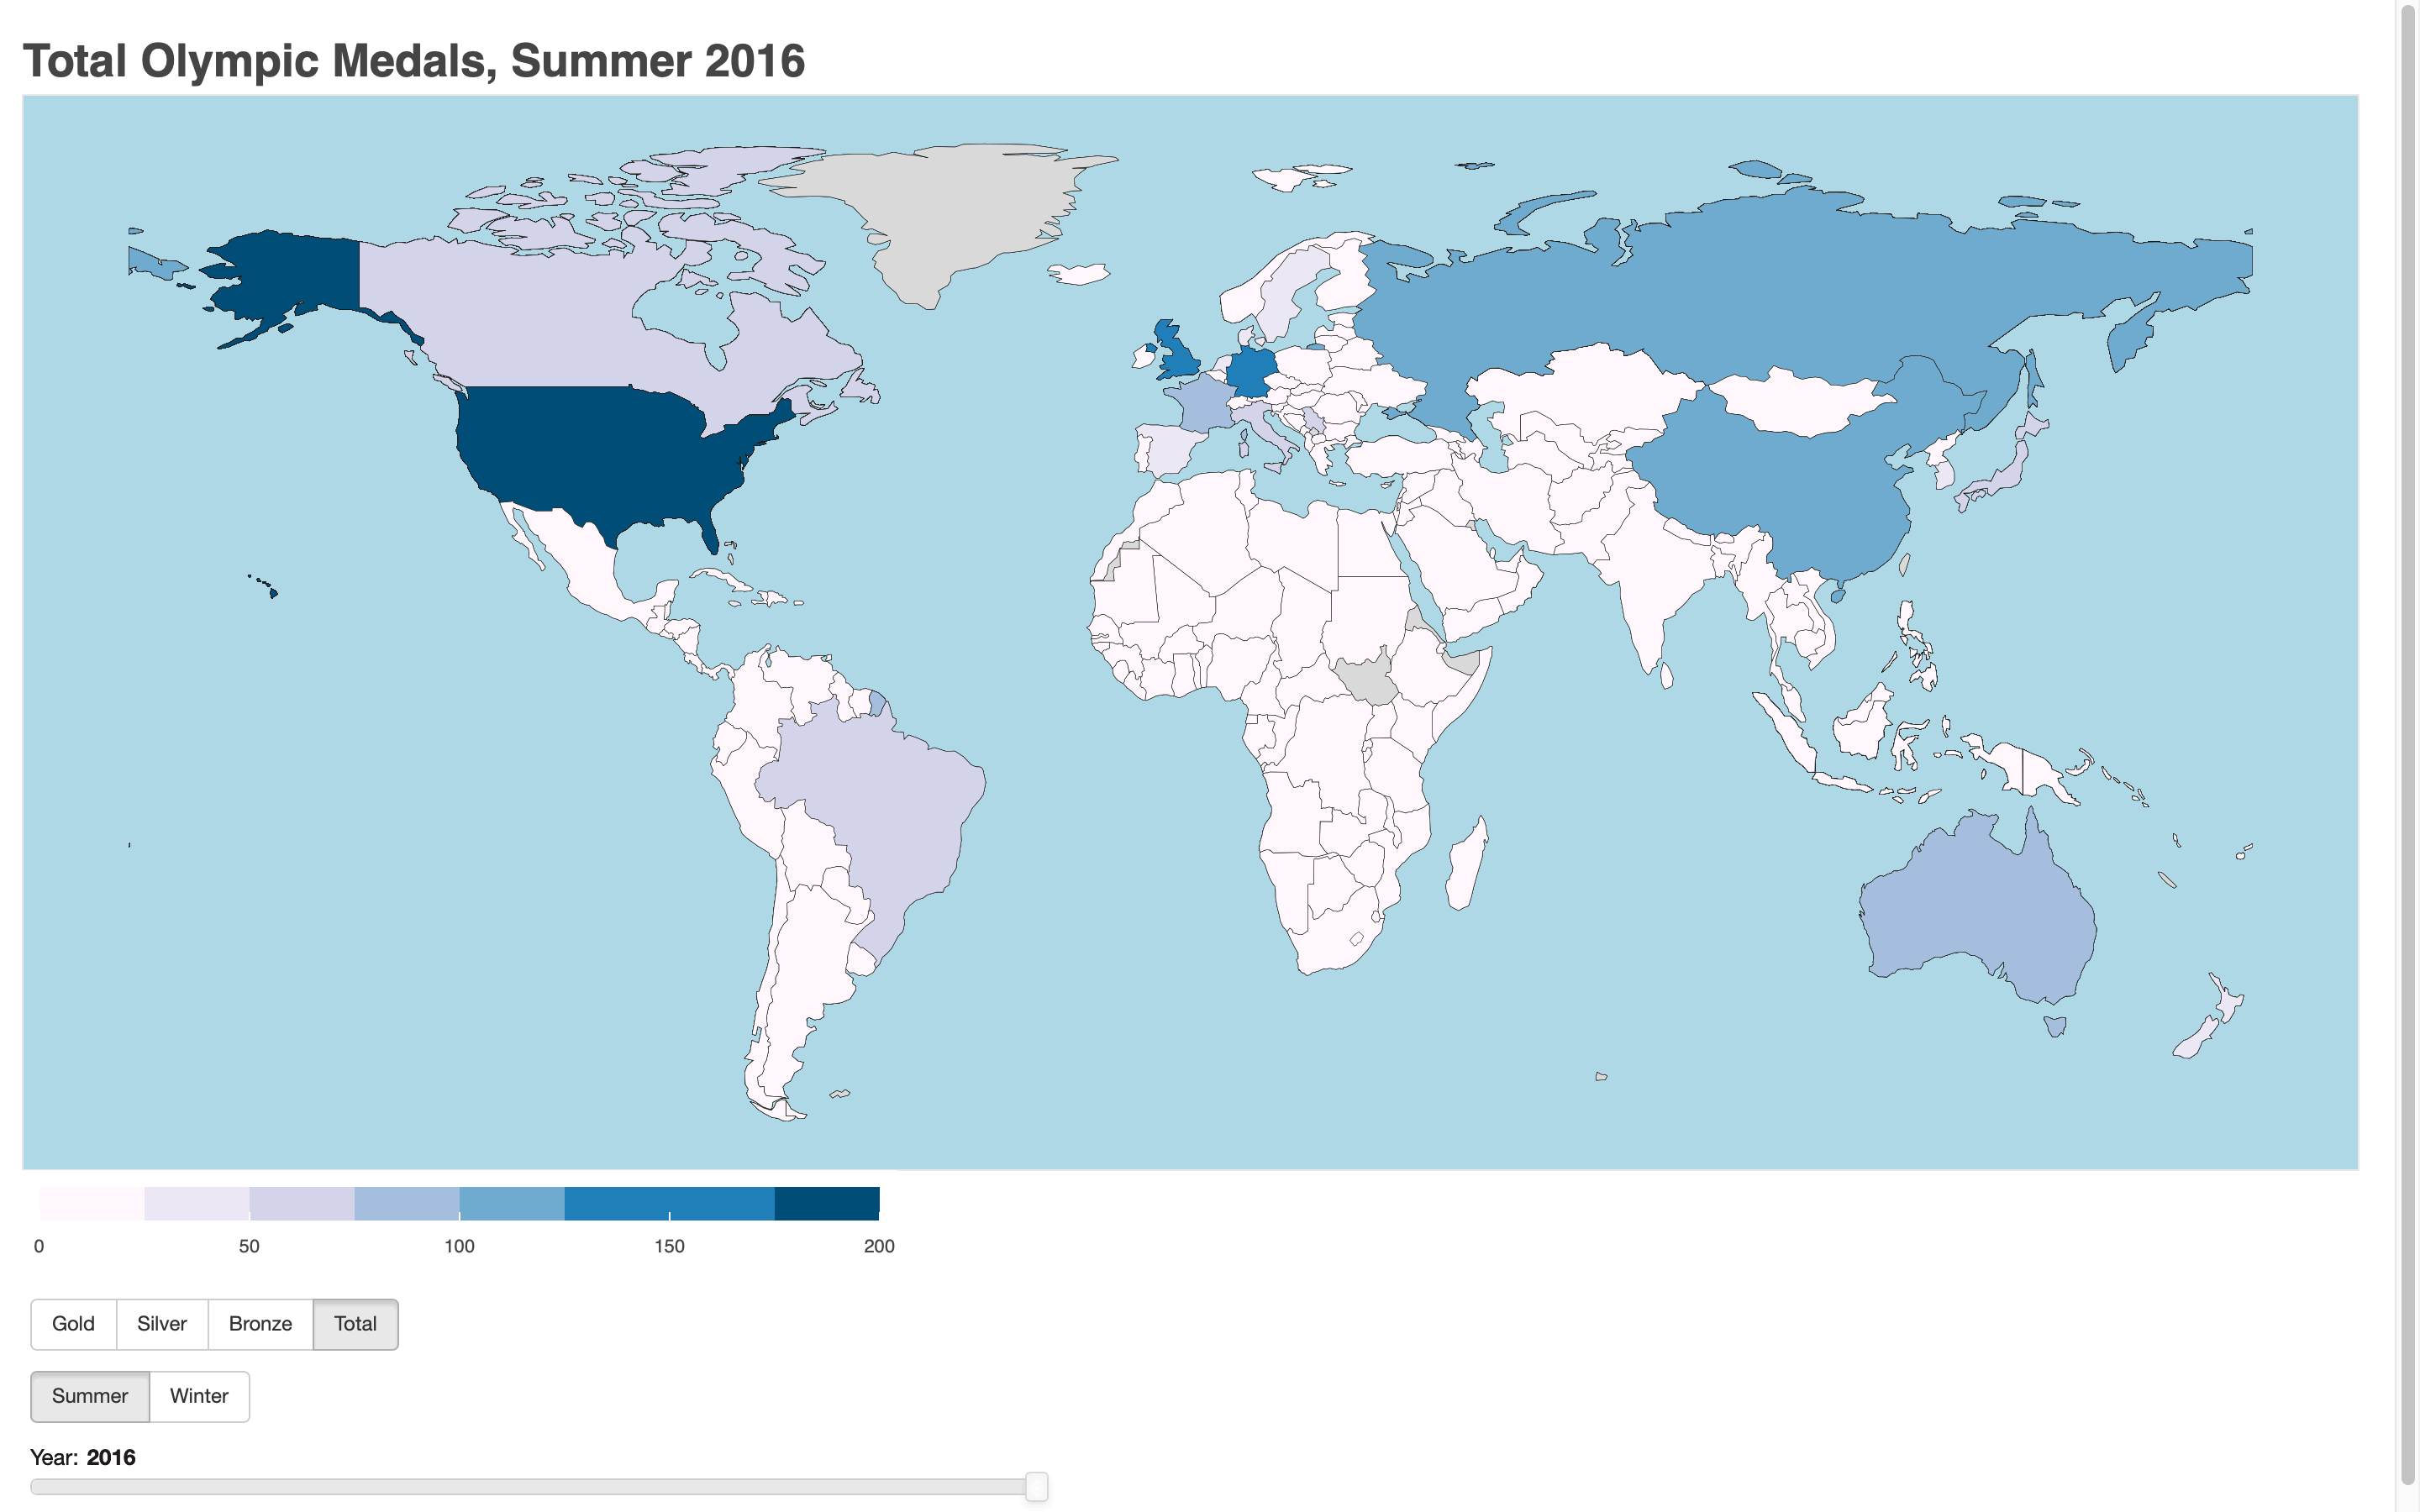 Total Olympic Medals, Summer 2016
0 50 100 150 200
Gold Silver Bronze Total
Summer Winter
Year: 2016